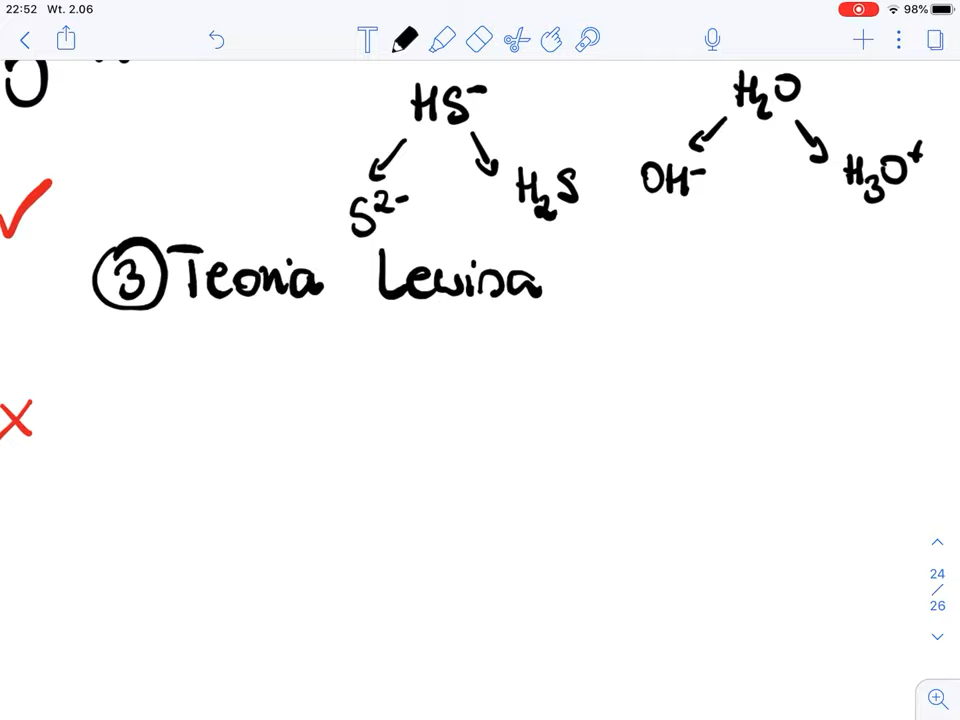 22:52 Wt. 2.06 98%
T
HS⁻ H₂O
S²⁻ H₂S OH⁻ H₃O⁺
③ Teoria Lewisa
24
/
26